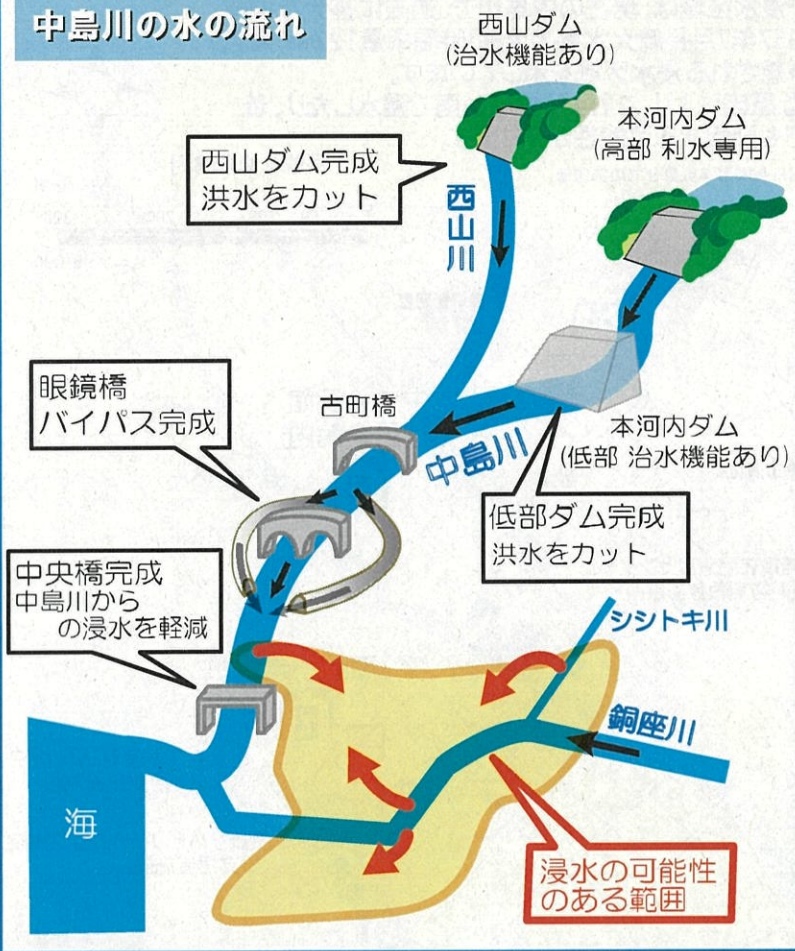 中島川の水の流れ
西山ダム
(治水機能あり)
本河内ダム
(高部 利水専用)
西山ダム完成
洪水をカット
西山川
眼鏡橋
バイパス完成
古町橋
中島川
本河内ダム
(低部 治水機能あり)
低部ダム完成
洪水をカット
中央橋完成
中島川から
の浸水を軽減
シシトキ川
銅座川
海
浸水の可能性
のある範囲